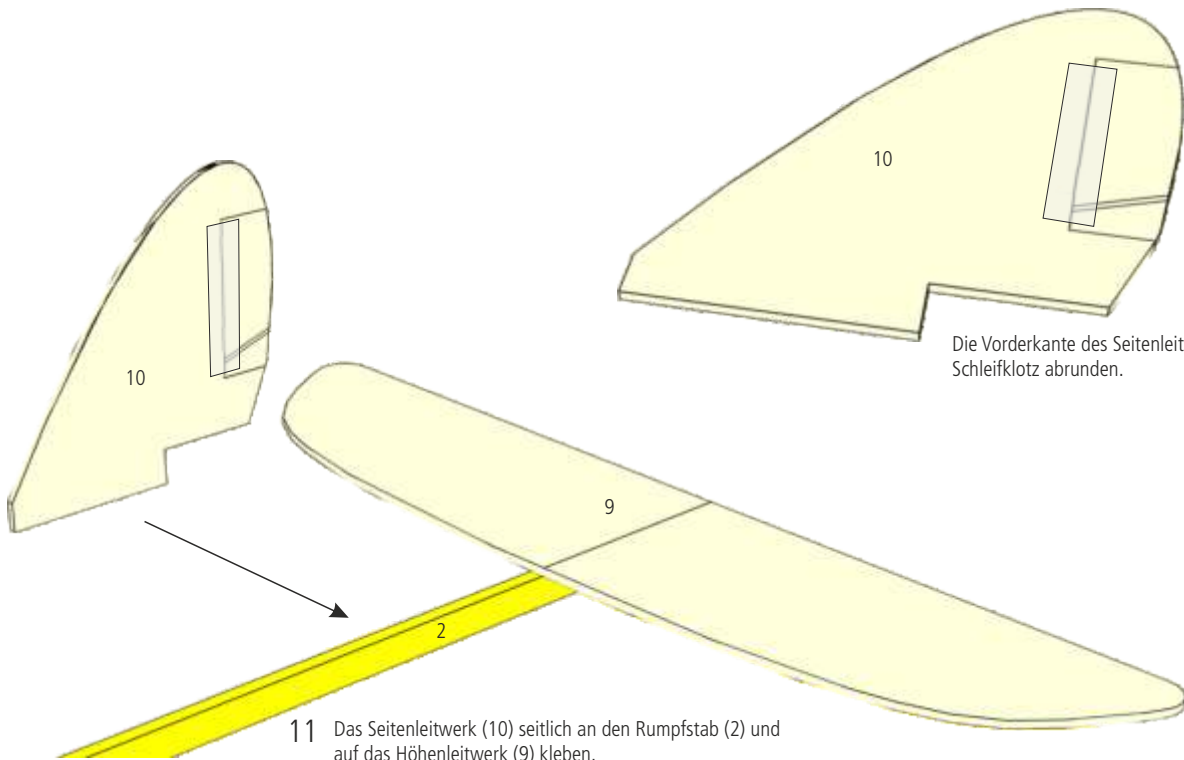 10
10
Die Vorderkante des Seitenleit
Schleifklotz abrunden.
9
2
11 Das Seitenleitwerk (10) seitlich an den Rumpfstab (2) und
auf das Höhenleitwerk (9) kleben.